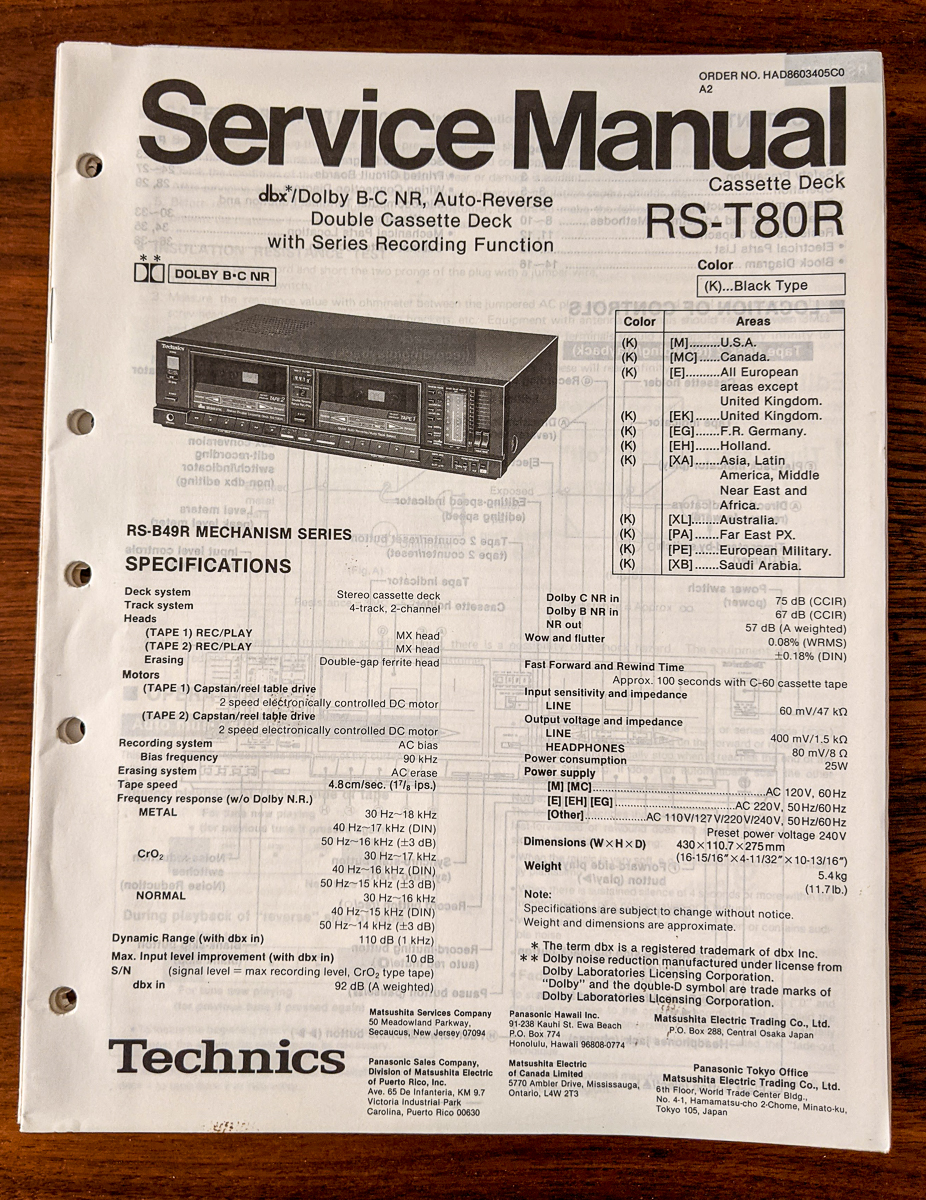 ORDER NO. HAD8603405C0
A2
Service Manual
Cassette Deck
RS-T80R
dbx*/Dolby B-C NR, Auto-Reverse
Double Cassette Deck
with Series Recording Function
**
DOLBY B•C NR
Color
(K)...Black Type
Technics
TAPE 2
TAPE 1
Color Areas
(K) [M].........U.S.A.
(K) [MC].......Canada.
(K) [E]..........All European
areas except
United Kingdom.
(K) [EK].......United Kingdom.
(K) [EG].......F.R. Germany.
(K) [EH].......Holland.
(K) [XA].......Asia, Latin
America, Middle
Near East and
Africa.
(K) [XL]........Australia.
(K) [PA].......Far East PX.
(K) [PE].......European Military.
(K) [XB].......Saudi Arabia.
RS-B49R MECHANISM SERIES
SPECIFICATIONS
Deck system Stereo cassette deck
Track system 4-track, 2-channel
Heads
(TAPE 1) REC/PLAY MX head
(TAPE 2) REC/PLAY MX head
Erasing Double-gap ferrite head
Motors
(TAPE 1) Capstan/reel table drive
2 speed electronically controlled DC motor
(TAPE 2) Capstan/reel table drive
2 speed electronically controlled DC motor
Recording system AC bias
Bias frequency 90 kHz
Erasing system AC erase
Tape speed 4.8cm/sec. (1⁷/₈ ips.)
Frequency response (w/o Dolby N.R.)
METAL 30 Hz~18 kHz
40 Hz~17 kHz (DIN)
50 Hz~16 kHz (±3 dB)
CrO₂ 30 Hz~17 kHz
40 Hz~16 kHz (DIN)
50 Hz~15 kHz (±3 dB)
NORMAL 30 Hz~16 kHz
40 Hz~15 kHz (DIN)
50 Hz~14 kHz (±3 dB)
Dynamic Range (with dbx in) 110 dB (1 kHz)
Max. Input level improvement (with dbx in) 10 dB
S/N (signal level = max recording level, CrO₂ type tape)
dbx in 92 dB (A weighted)
Dolby C NR in 75 dB (CCIR)
Dolby B NR in 67 dB (CCIR)
NR out 57 dB (A weighted)
Wow and flutter 0.08% (WRMS)
±0.18% (DIN)
Fast Forward and Rewind Time
Approx. 100 seconds with C-60 cassette tape
Input sensitivity and impedance
LINE 60 mV/47 kΩ
Output voltage and impedance
LINE 400 mV/1.5 kΩ
HEADPHONES 80 mV/8 Ω
Power consumption 25W
Power supply
[M] [MC]..........................................AC 120V, 60Hz
[E] [EH] [EG]..............................AC 220V, 50Hz/60Hz
[Other]...............AC 110V/127V/220V/240V, 50Hz/60Hz
Preset power voltage 240V
Dimensions (W×H×D) 430×110.7×275mm
(16-15/16″×4-11/32″×10-13/16″)
Weight 5.4kg
(11.7lb.)
Note:
Specifications are subject to change without notice.
Weight and dimensions are approximate.
* The term dbx is a registered trademark of dbx Inc.
** Dolby noise reduction manufactured under license from
Dolby Laboratories Licensing Corporation.
"Dolby" and the double-D symbol are trade marks of
Dolby Laboratories Licensing Corporation.
Technics
Matsushita Services Company
50 Meadowland Parkway,
Secaucus, New Jersey 07094
Panasonic Sales Company,
Division of Matsushita Electric
of Puerto Rico, Inc.
Ave. 65 De Infanteria, KM 9.7
Victoria Industrial Park
Carolina, Puerto Rico 00630
Panasonic Hawaii Inc.
91-238 Kauhi St. Ewa Beach
P.O. Box 774
Honolulu, Hawaii 96808-0774
Matsushita Electric
of Canada Limited
5770 Ambler Drive, Mississauga,
Ontario, L4W 2T3
Matsushita Electric Trading Co., Ltd.
P.O. Box 288, Central Osaka Japan
Panasonic Tokyo Office
Matsushita Electric Trading Co., Ltd.
6th Floor, World Trade Center Bldg.,
No. 4-1, Hamamatsu-cho 2-Chome, Minato-ku,
Tokyo 105, Japan